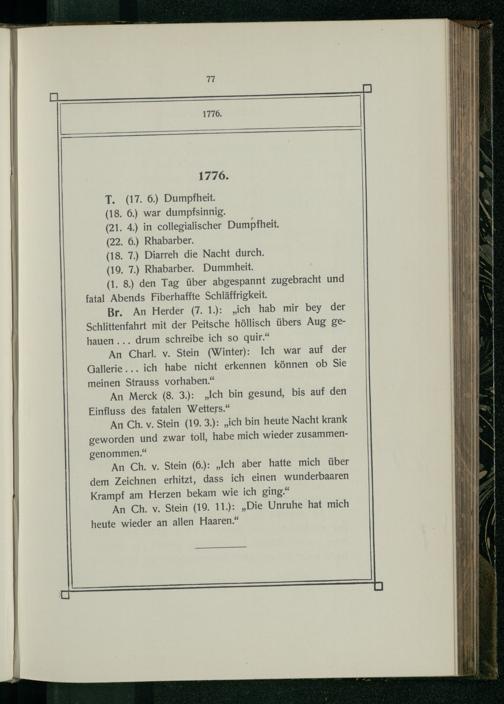 77
1776.
1776.
T. (17. 6.) Dumpfheit.
(18. 6.) war dumpfsinnig.
(21. 4.) in collegialischer Dumpfheit.
(22. 6.) Rhabarber.
(18. 7.) Diarreh die Nacht durch.
(19. 7.) Rhabarber. Dummheit.
(1. 8.) den Tag über abgespannt zugebracht und
fatal Abends Fiberhaffte Schläffrigkeit.
Br. An Herder (7. 1.): „ich hab mir bey der
Schlittenfahrt mit der Peitsche höllisch übers Aug ge-
hauen... drum schreibe ich so quir.“
An Charl. v. Stein (Winter): Ich war auf der
Gallerie... ich habe nicht erkennen können ob Sie
meinen Strauss vorhaben.“
An Merck (8. 3.): „Ich bin gesund, bis auf den
Einfluss des fatalen Wetters.“
An Ch. v. Stein (19. 3.): „ich bin heute Nacht krank
geworden und zwar toll, habe mich wieder zusammen-
genommen.“
An Ch. v. Stein (6.): „Ich aber hatte mich über
dem Zeichnen erhitzt, dass ich einen wunderbaaren
Krampf am Herzen bekam wie ich ging.“
An Ch. v. Stein (19. 11.): „Die Unruhe hat mich
heute wieder an allen Haaren.“